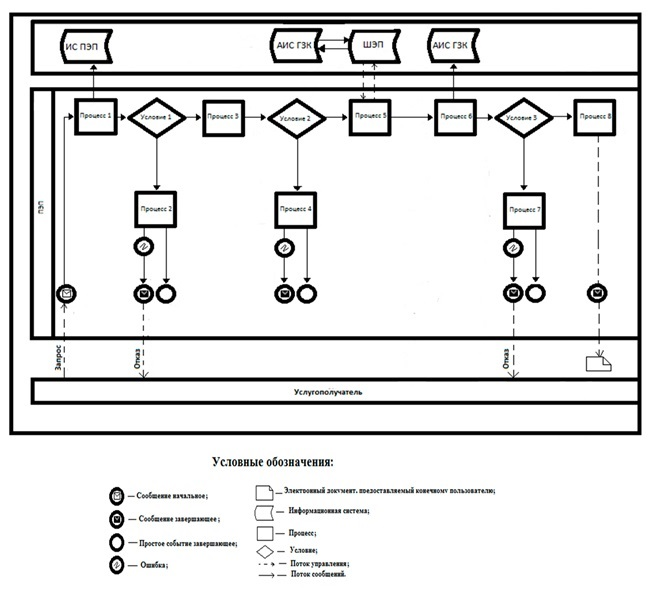 ИС ПЭП
АИС ГЗК
ШЭП
АИС ГЗК
Процесс 1
Условие 1
Процесс 3
Условие 2
Процесс 5
Процесс 6
Условие 3
Процесс 8
ПЭП
Процесс 2
Процесс 4
Процесс 7
Запрос
Отказ
Отказ
Услугополучатель
Условные обозначения:
— Сообщение начальное;
— Сообщение завершающее;
— Простое событие завершающее;
— Ошибка;
— Электронный документ, предоставляемый конечному пользователю;
— Информационная система;
— Процесс;
— Условие;
— Поток управления;
— Поток сообщений.